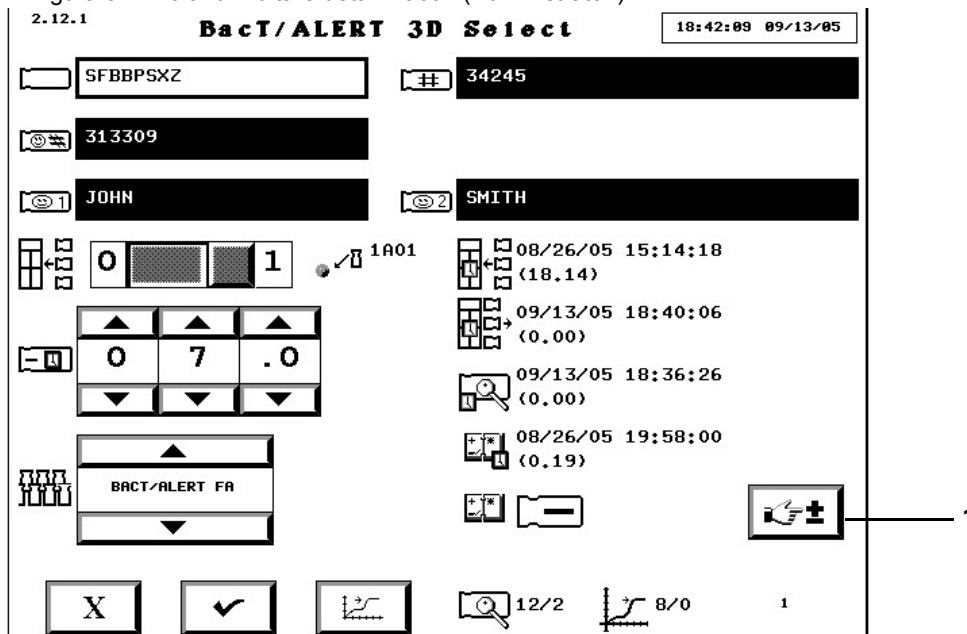 2.12.1
BacT/ALERT 3D Select
18:42:09 09/13/05
SFBBPSXZ
34245
313309
JOHN
SMITH
0 1
1A01
08/26/05 15:14:18
(18.14)
09/13/05 18:40:06
(0.00)
0 7 .0
09/13/05 18:36:26
(0.00)
08/26/05 19:58:00
(0.19)
BACT/ALERT FA
X
12/2
8/0
1